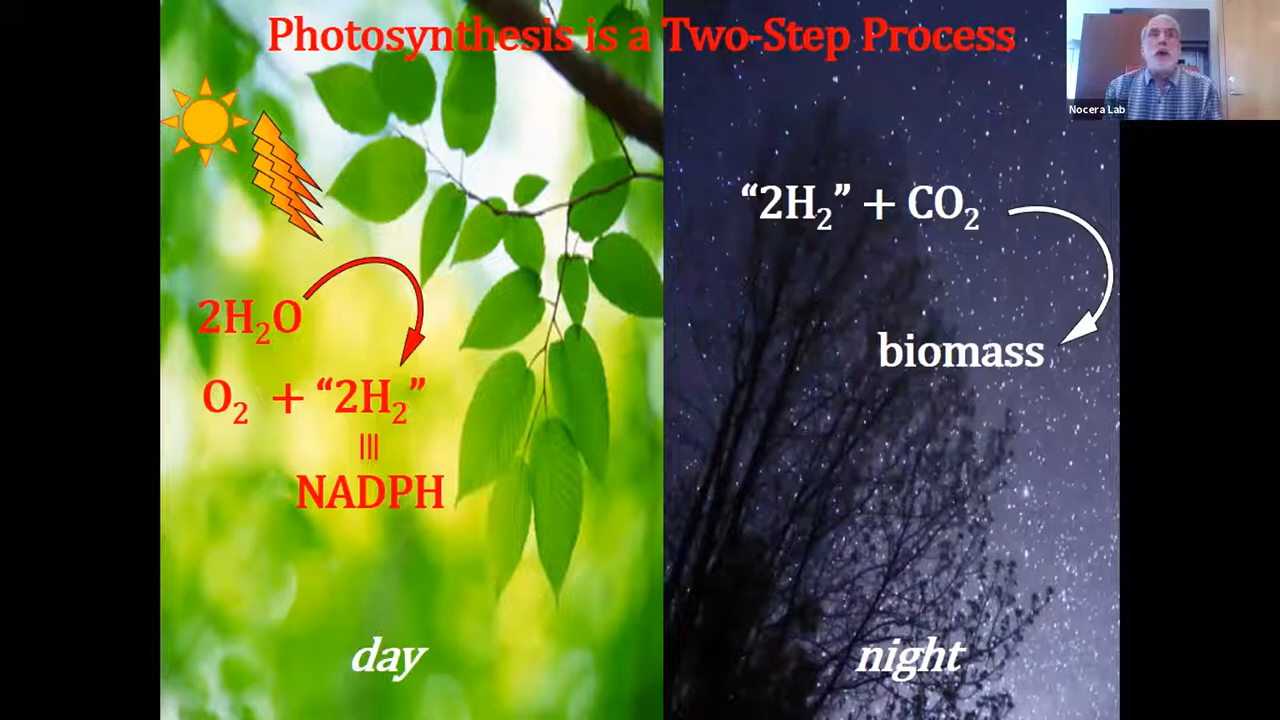 Photosynthesis is a Two-Step Process
Nocera Lab
2H₂O
O₂ + “2H₂”
≡
NADPH
day
“2H₂” + CO₂
biomass
night